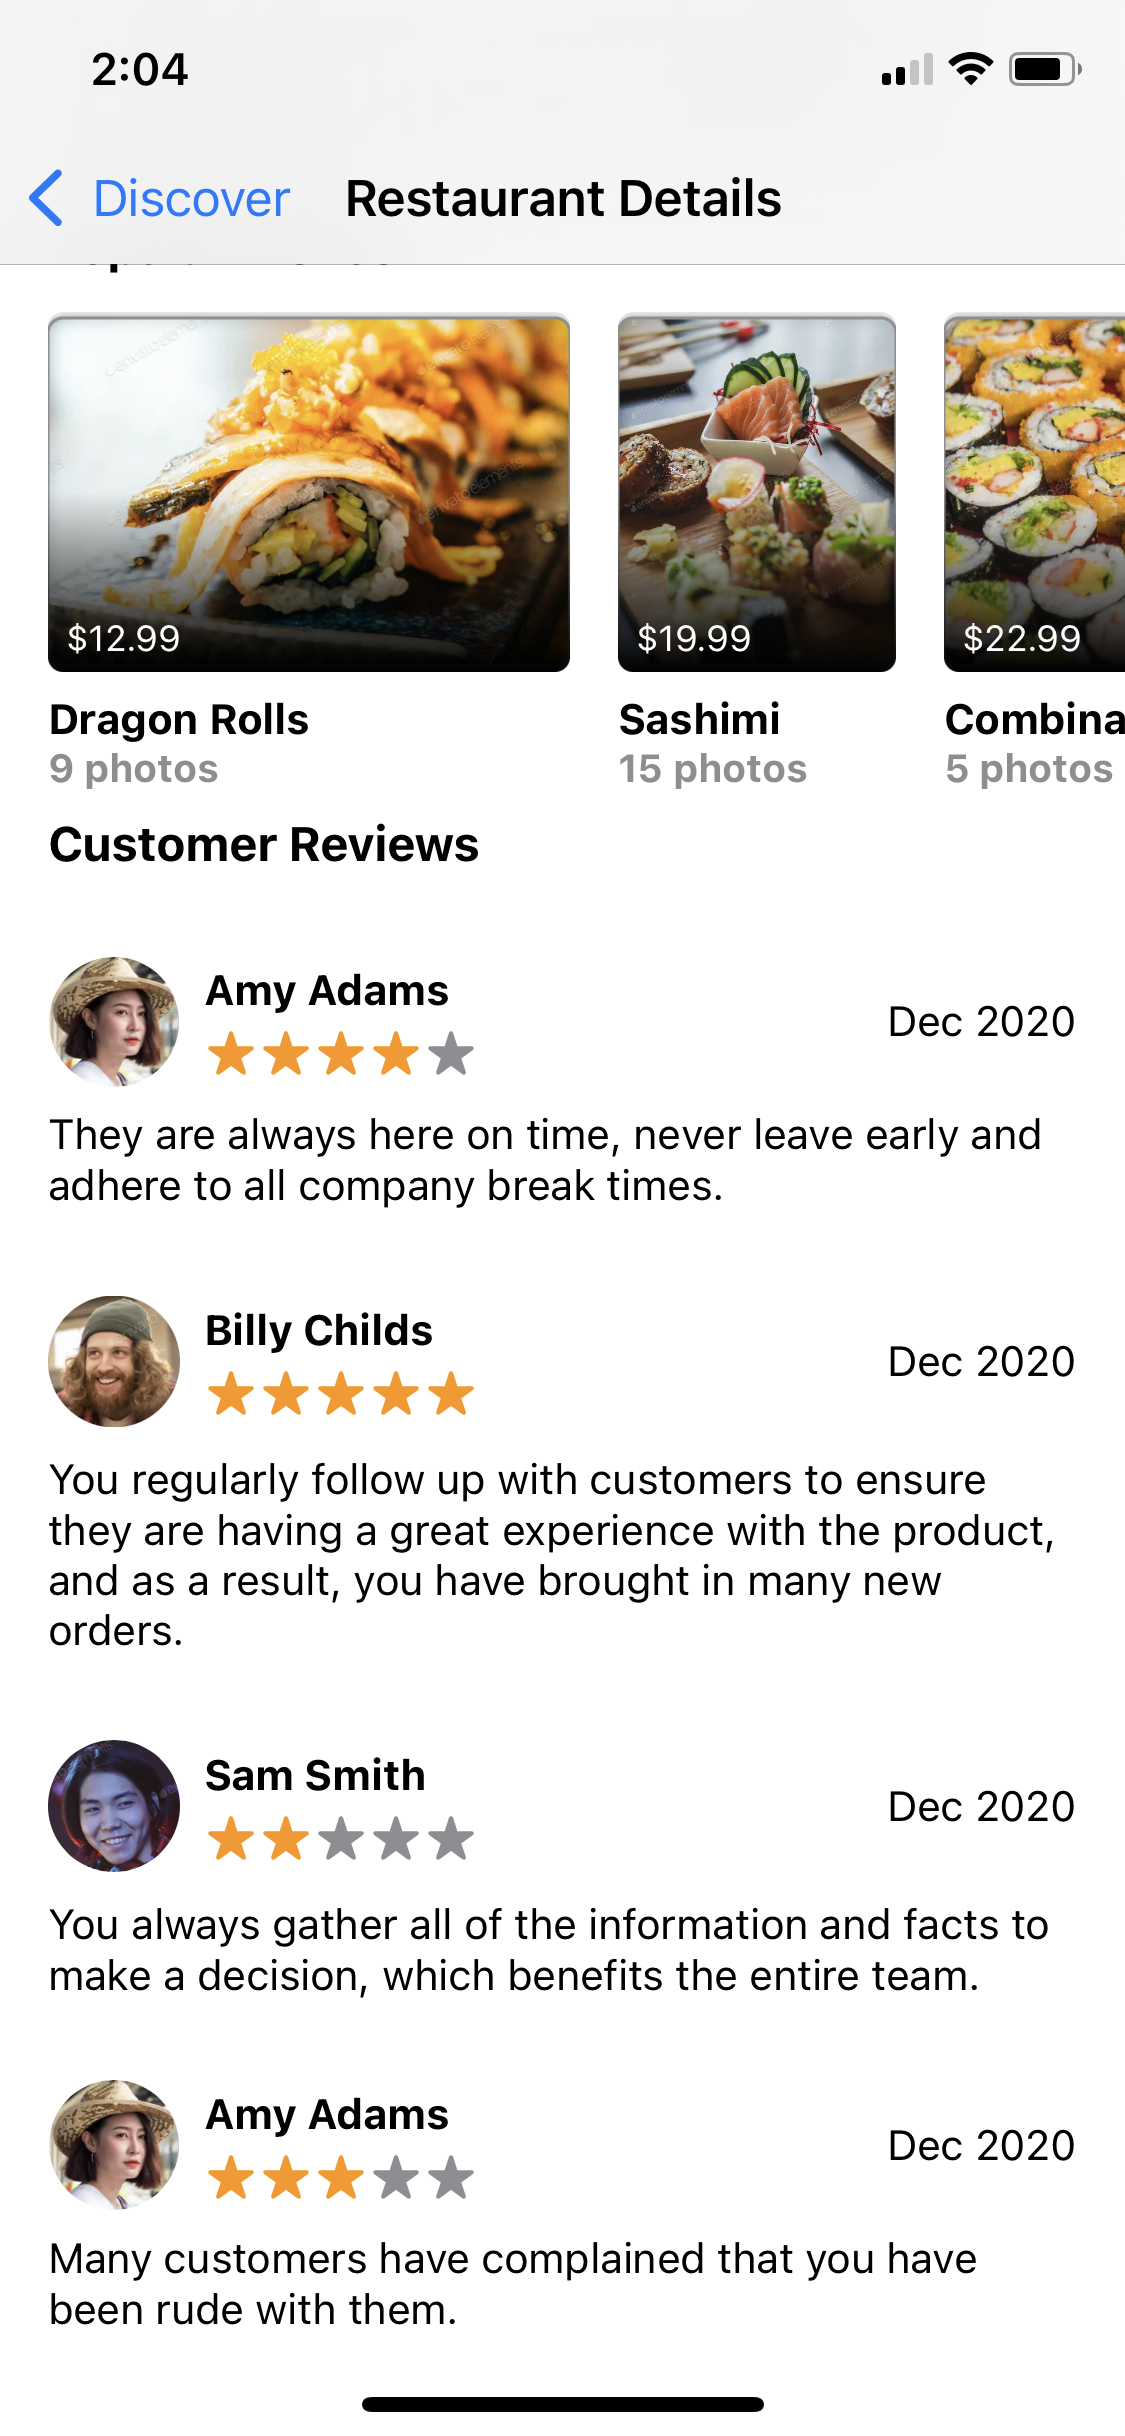 2:04
Discover
Restaurant Details
$12.99
$19.99
$22.99
Dragon Rolls
Sashimi
Combina
9 photos
15 photos
5 photos
Customer Reviews
Amy Adams
Dec 2020
They are always here on time, never leave early and
adhere to all company break times.
Billy Childs
Dec 2020
You regularly follow up with customers to ensure
they are having a great experience with the product,
and as a result, you have brought in many new
orders.
Sam Smith
Dec 2020
You always gather all of the information and facts to
make a decision, which benefits the entire team.
Amy Adams
Dec 2020
Many customers have complained that you have
been rude with them.